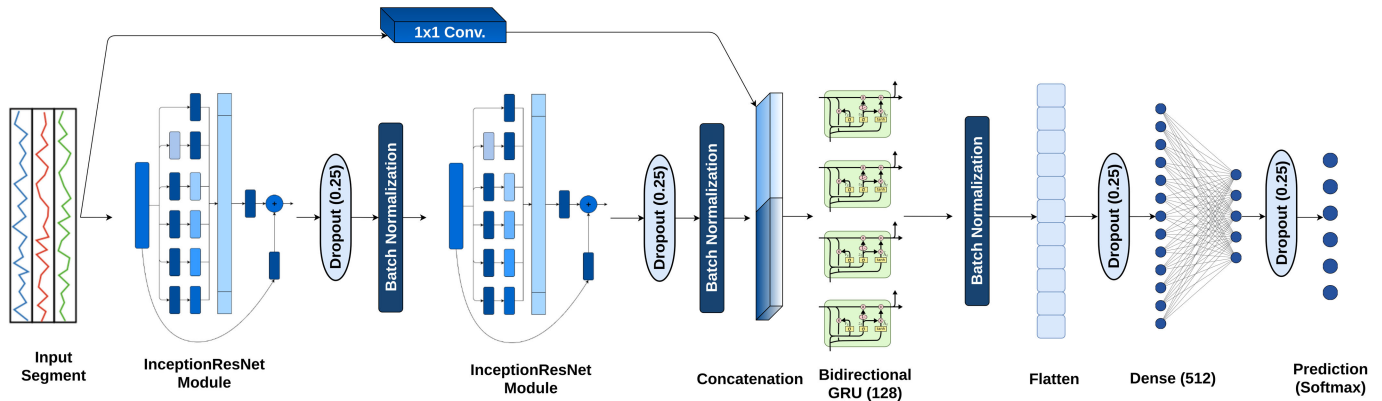 1x1 Conv.
Dropout (0.25)
Batch Normalization
Dropout (0.25)
Batch Normalization
Batch Normalization
Dropout (0.25)
Dropout (0.25)
+
+
Input
Segment
InceptionResNet
Module
InceptionResNet
Module
Concatenation
Bidirectional
GRU (128)
Flatten
Dense (512)
Prediction
(Softmax)